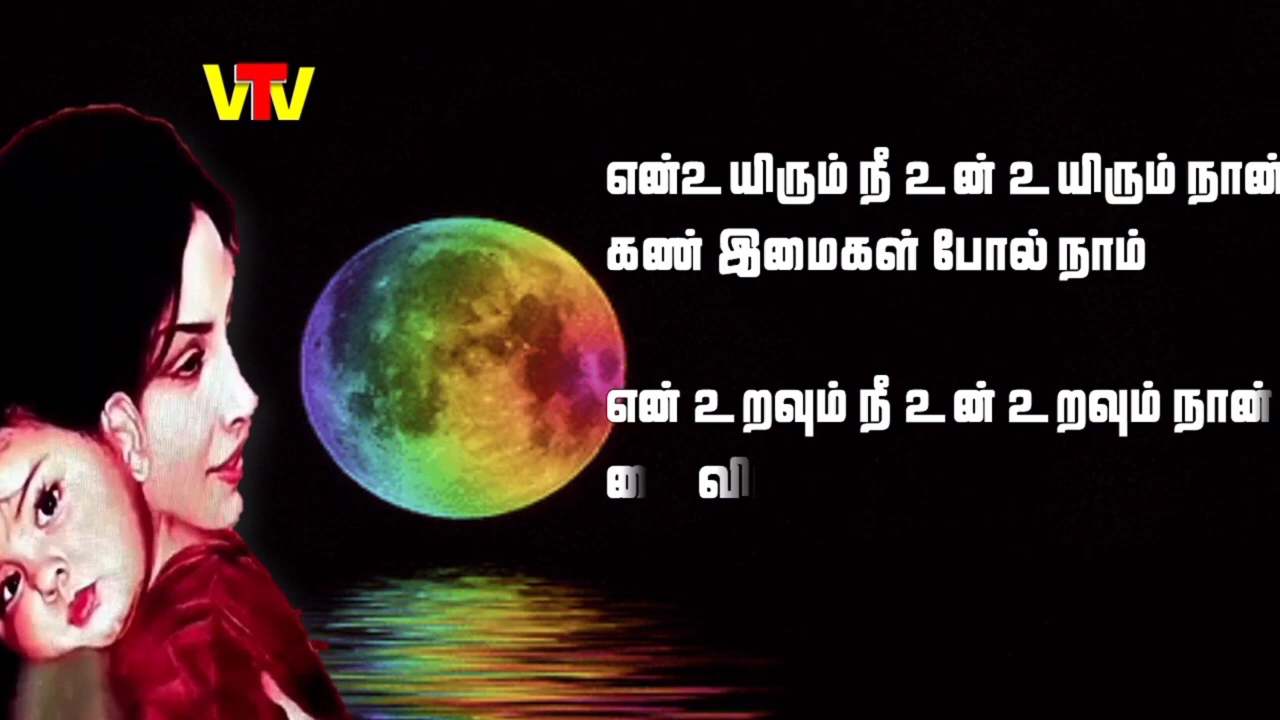 VTV
என்உயிரும் நீ உன் உயிரும் நான்
கண் இமைகள் போல் நாம்
என் உறவும் நீ உன் உறவும் நான்